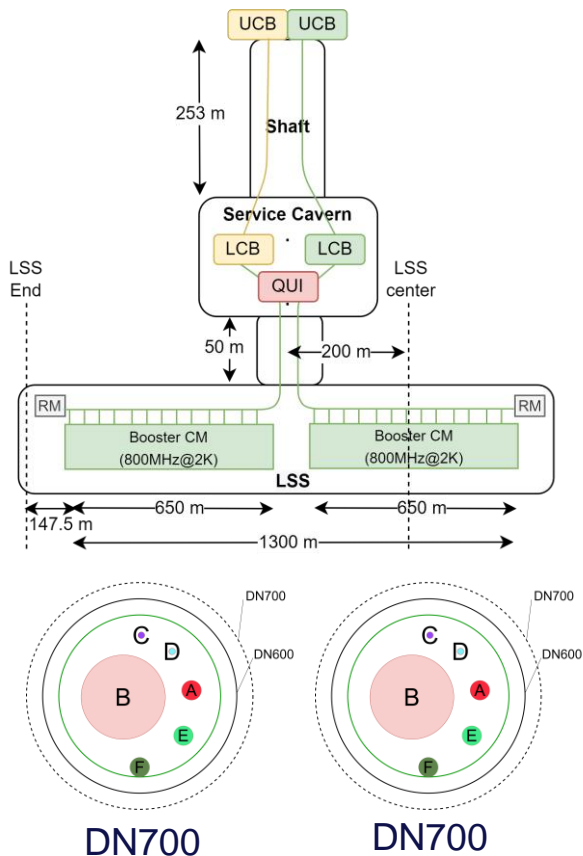 UCB UCB
253 m
Shaft
Service Cavern
LCB LCB
LSS
End
LSS
center
QUI
50 m
200 m
RM RM
Booster CM
(800MHz@2K)
Booster CM
(800MHz@2K)
LSS
650 m 650 m
147.5 m
1300 m
DN700 DN700
C C
D D
DN600 DN600
B A B A
E E
F F
DN700 DN700